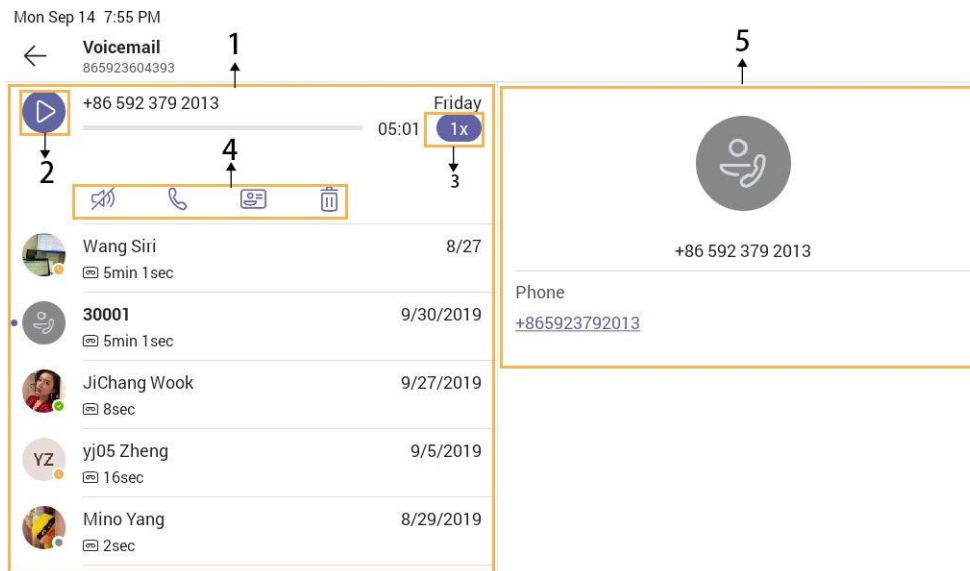 Mon Sep 14 7:55 PM
Voicemail
865923604393
1
5
+86 592 379 2013
Friday
05:01
1x
2
4
3
Wang Siri
8/27
5min 1sec
+86 592 379 2013
30001
9/30/2019
5min 1sec
Phone
+865923792013
JiChang Wook
9/27/2019
8sec
YZ
yj05 Zheng
9/5/2019
16sec
Mino Yang
8/29/2019
2sec